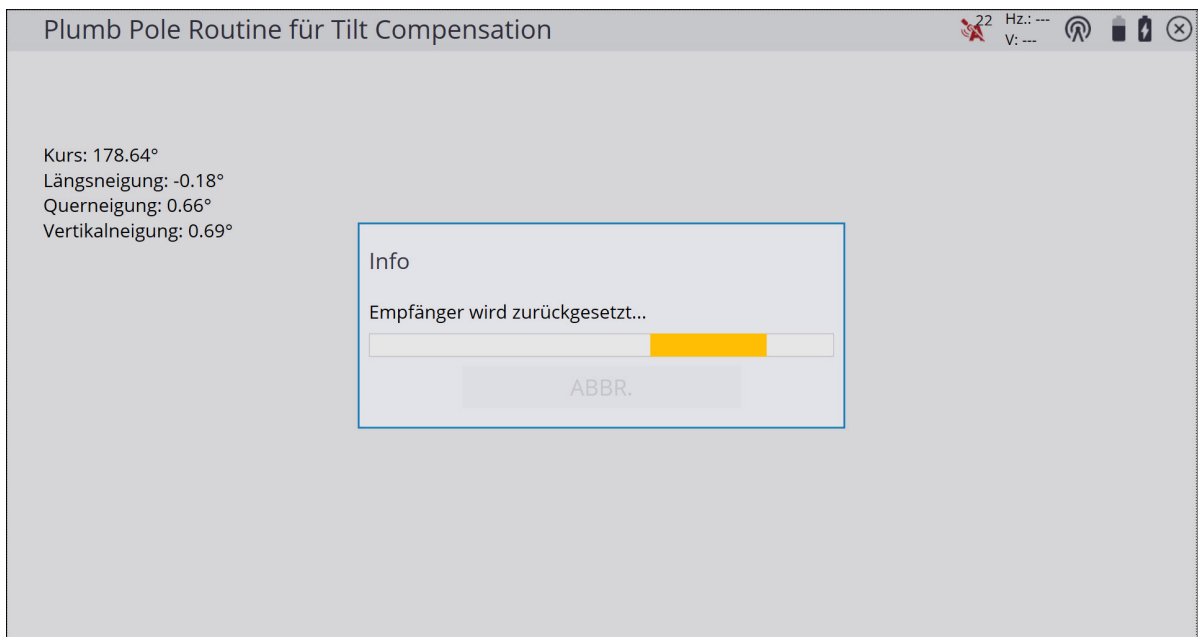 Plumb Pole Routine für Tilt Compensation
22 Hz.: ---
V: ---
Kurs: 178.64°
Längsneigung: -0.18°
Querneigung: 0.66°
Vertikalneigung: 0.69°
Info
Empfänger wird zurückgesetzt...
ABBR.